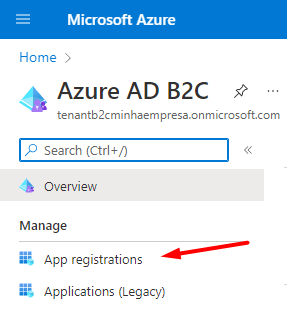 Microsoft Azure
Home
Azure AD B2C
tenantb2cminhaempresa.onmicrosoft.com
Search (Ctrl+/)
Overview
Manage
App registrations
Applications (Legacy)